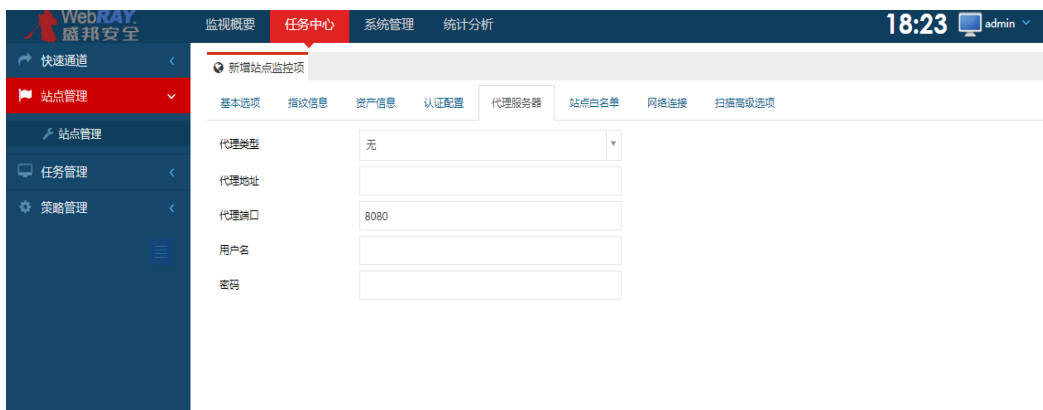 WebRAY.
盛邦安全
监视概要 任务中心 系统管理 统计分析 18:23 admin
快速通道
站点管理
站点管理
任务管理
策略管理
新增站点监控项
基本选项 指纹信息 资产信息 认证配置 代理服务器 站点白名单 网络连接 扫描高级选项
代理类型 无
代理地址
代理端口 8080
用户名
密码